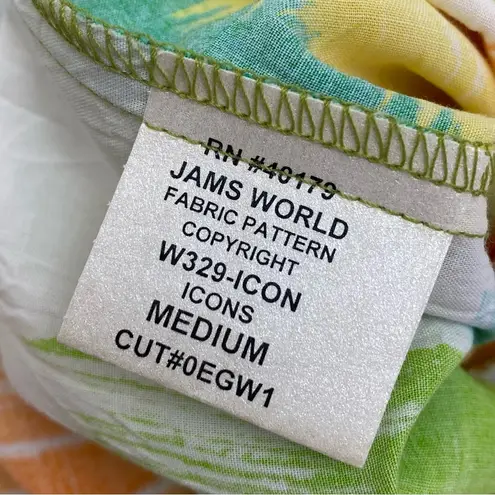 RN #40179
JAMS WORLD
FABRIC PATTERN
COPYRIGHT
W329-ICON
ICONS
MEDIUM
CUT#0EGW1